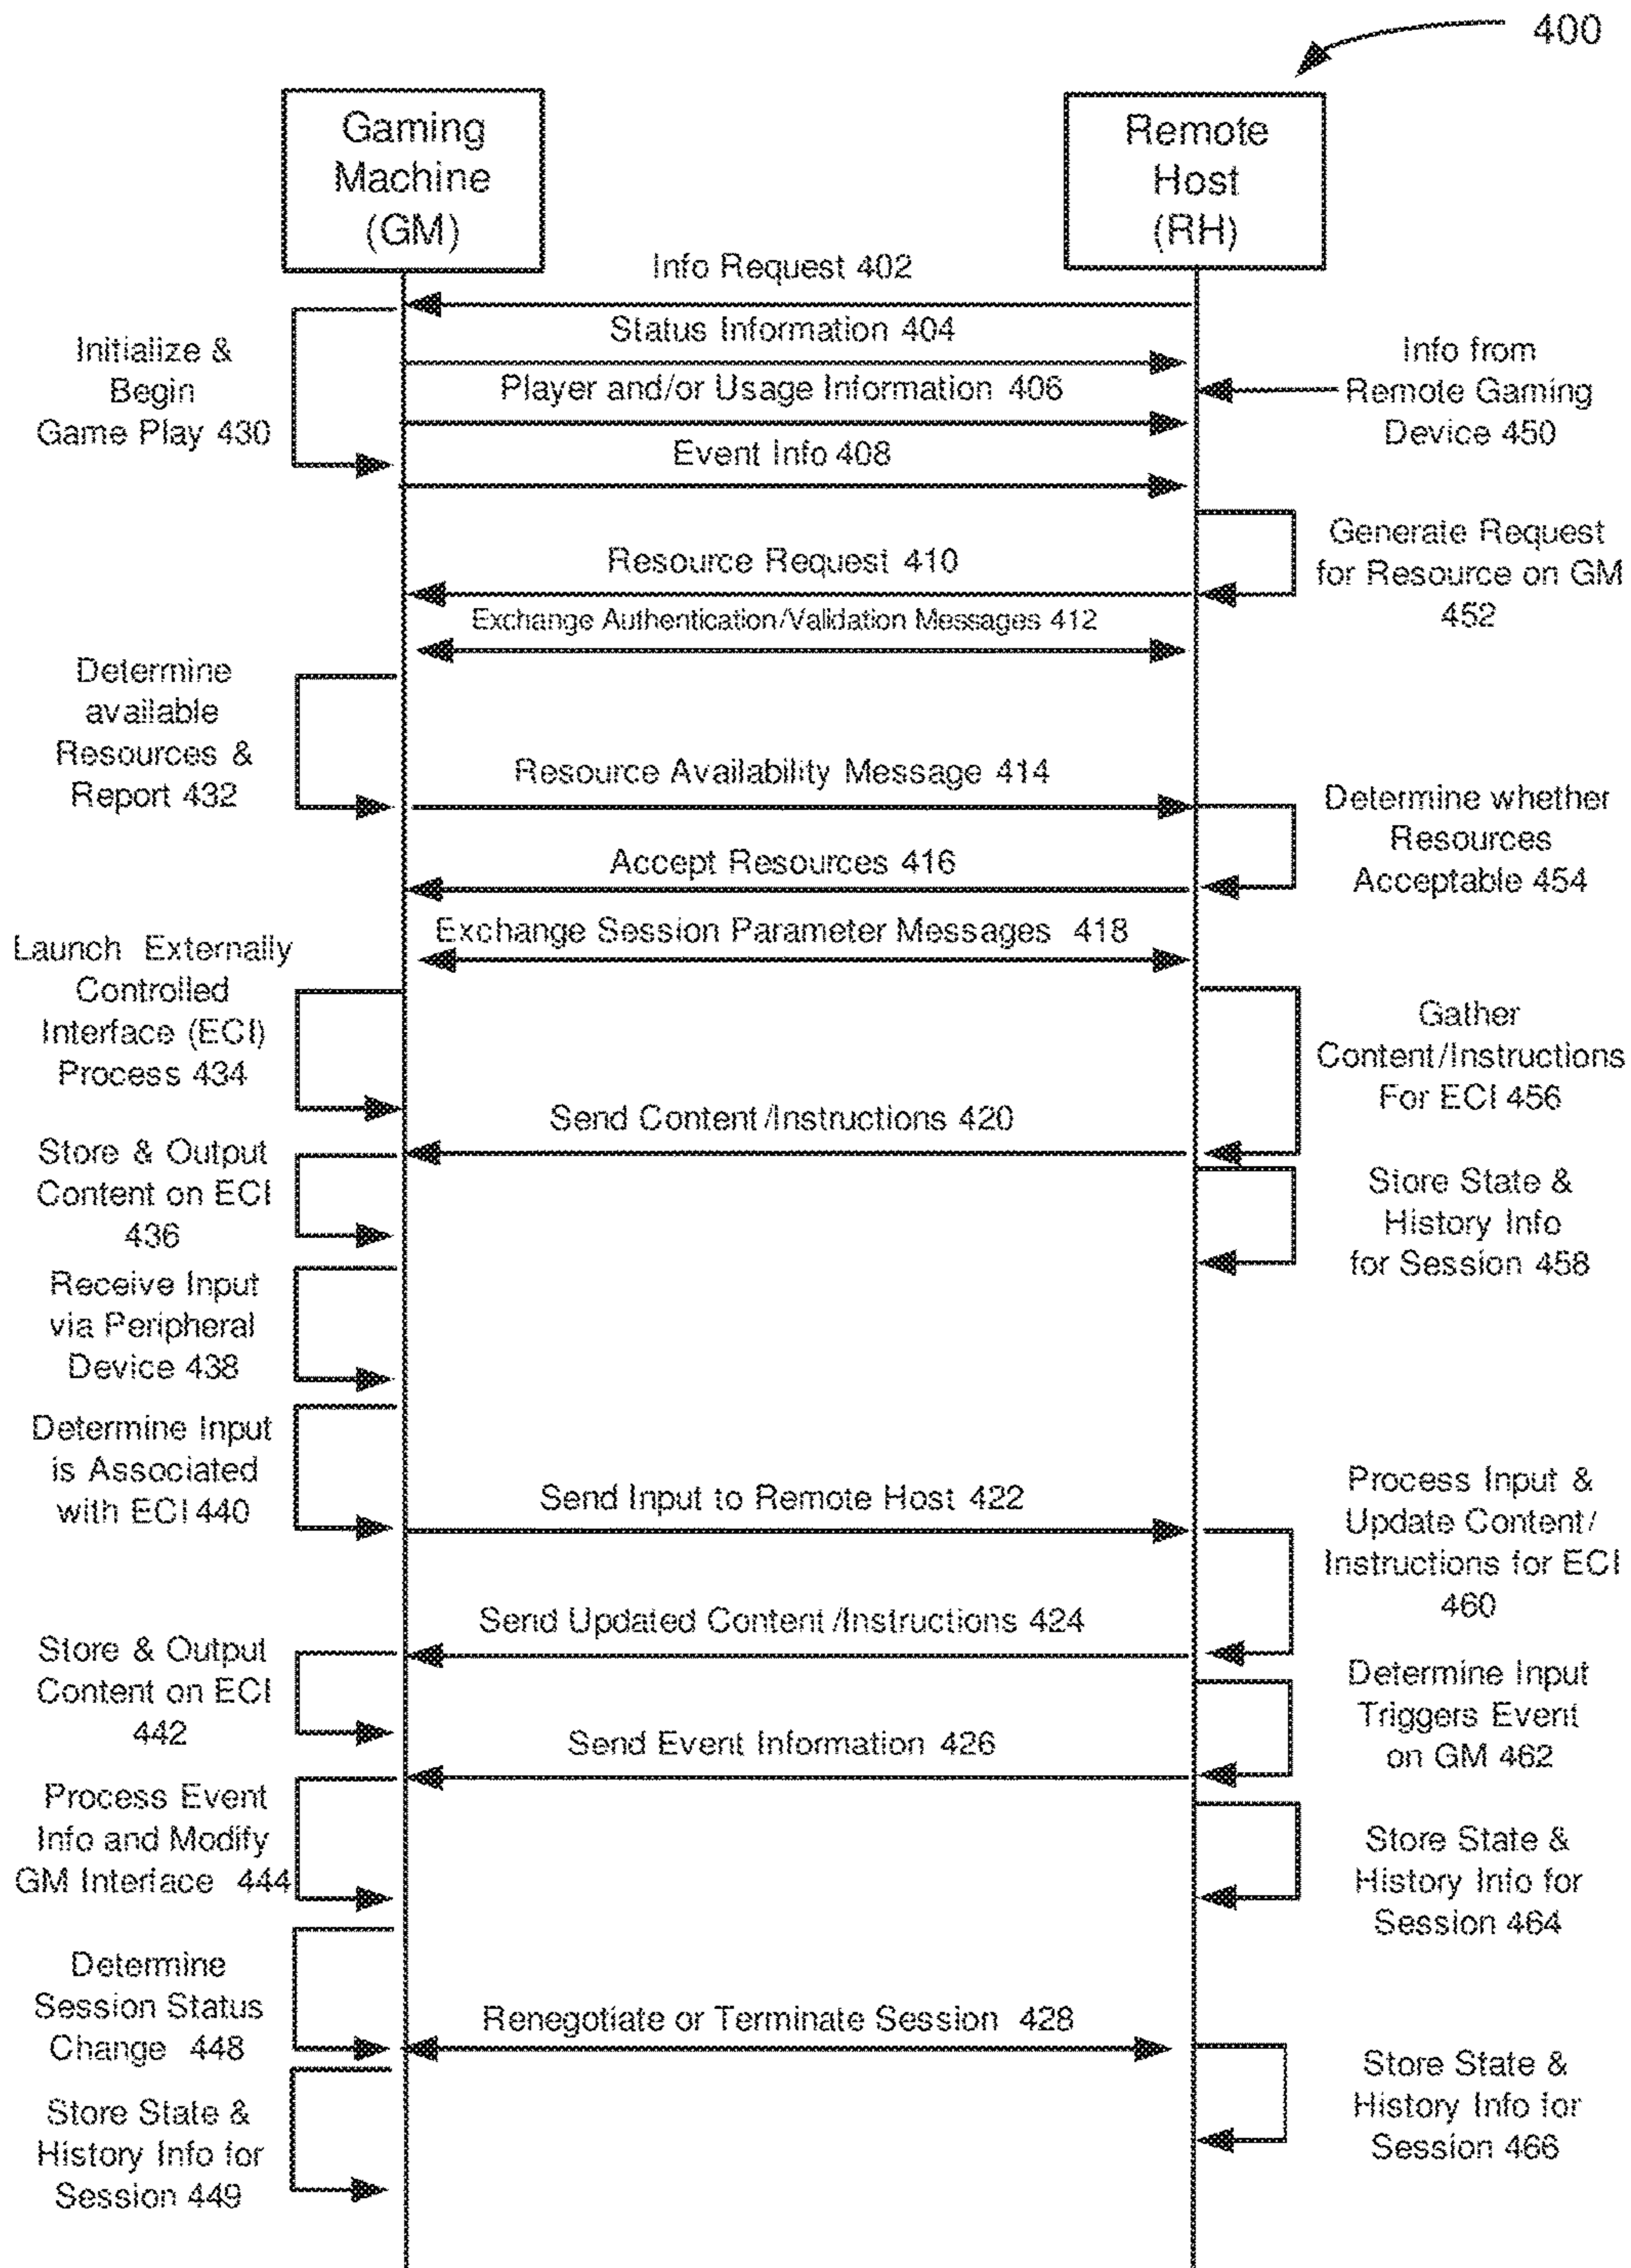 400
Gaming
Machine
(GM)
Remote
Host
(RH)
Info Request 402
Status Information 404
Player and/or Usage Information 406
Event Info 408
Initialize &
Begin
Game Play 430
Info from
Remote Gaming
Device 450
Generate Request
for Resource on GM
452
Resource Request 410
Exchange Authentication/Validation Messages 412
Determine
available
Resources &
Report 432
Resource Availability Message 414
Determine whether
Resources
Acceptable 454
Accept Resources 416
Exchange Session Parameter Messages 418
Launch Externally
Controlled
Interface (ECI)
Process 434
Gather
Content/Instructions
For ECI 456
Send Content/Instructions 420
Store & Output
Content on ECI
436
Store State &
History Info
for Session 458
Receive Input
via Peripheral
Device 438
Determine Input
is Associated
with ECI 440
Send Input to Remote Host 422
Process Input &
Update Content/
Instructions for ECI
460
Send Updated Content/Instructions 424
Store & Output
Content on ECI
442
Determine Input
Triggers Event
on GM 462
Send Event Information 426
Process Event
Info and Modify
GM Interface 444
Store State &
History Info for
Session 464
Determine
Session Status
Change 448
Renegotiate or Terminate Session 428
Store State &
History Info for
Session 466
Store State &
History Info for
Session 449